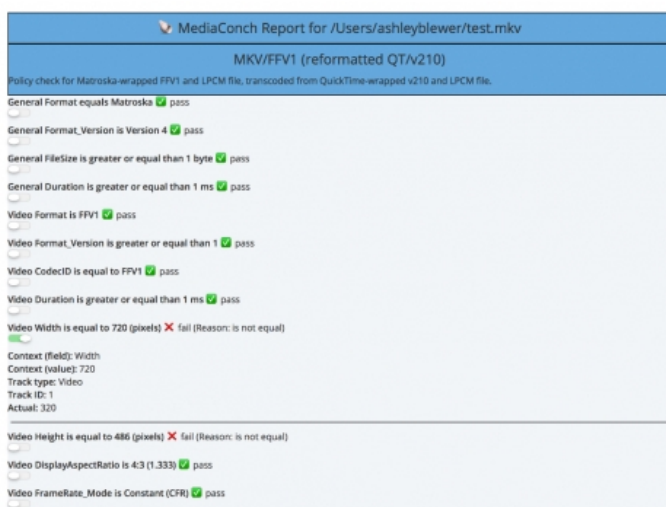 MediaConch Report for /Users/ashleyblewer/test.mkv
MKV/FFV1 (reformatted QT/v210)
Policy check for Matroska-wrapped FFV1 and LPCM file, transcoded from QuickTime-wrapped v210 and LPCM file.
General Format equals Matroska ✅ pass
General Format_Version is Version 4 ✅ pass
General FileSize is greater or equal than 1 byte ✅ pass
General Duration is greater or equal than 1 ms ✅ pass
Video Format is FFV1 ✅ pass
Video Format_Version is greater or equal than 1 ✅ pass
Video CodecID is equal to FFV1 ✅ pass
Video Duration is greater or equal than 1 ms ✅ pass
Video Width is equal to 720 (pixels) ❌ fail (Reason: is not equal)
Context (field): Width
Context (value): 720
Track type: Video
Track ID: 1
Actual: 320
Video Height is equal to 486 (pixels) ❌ fail (Reason: is not equal)
Video DisplayAspectRatio is 4:3 (1.333) ✅ pass
Video FrameRate_Mode is Constant (CFR) ✅ pass